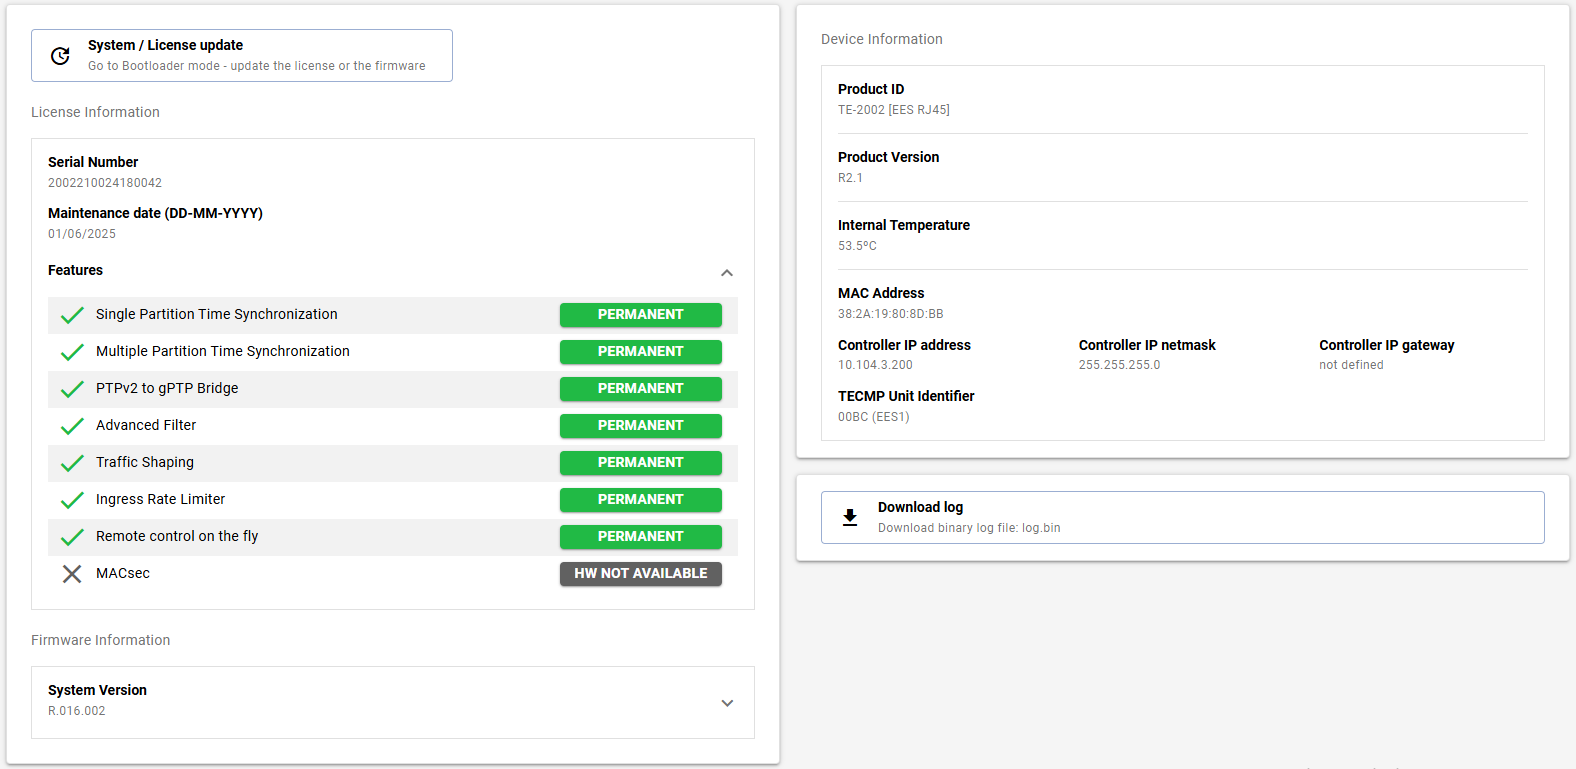 System / License update
Go to Bootloader mode - update the license or the firmware
License Information
Serial Number
2002210024180042
Maintenance date (DD-MM-YYYY)
01/06/2025
Features
Single Partition Time Synchronization PERMANENT
Multiple Partition Time Synchronization PERMANENT
PTPv2 to gPTP Bridge PERMANENT
Advanced Filter PERMANENT
Traffic Shaping PERMANENT
Ingress Rate Limiter PERMANENT
Remote control on the fly PERMANENT
MACsec HW NOT AVAILABLE
Firmware Information
System Version
R.016.002
Device Information
Product ID
TE-2002 [EES RJ45]
Product Version
R2.1
Internal Temperature
53.5ºC
MAC Address
38:2A:19:80:8D:BB
Controller IP address Controller IP netmask Controller IP gateway
10.104.3.200 255.255.255.0 not defined
TECMP Unit Identifier
00BC (EES1)
Download log
Download binary log file: log.bin